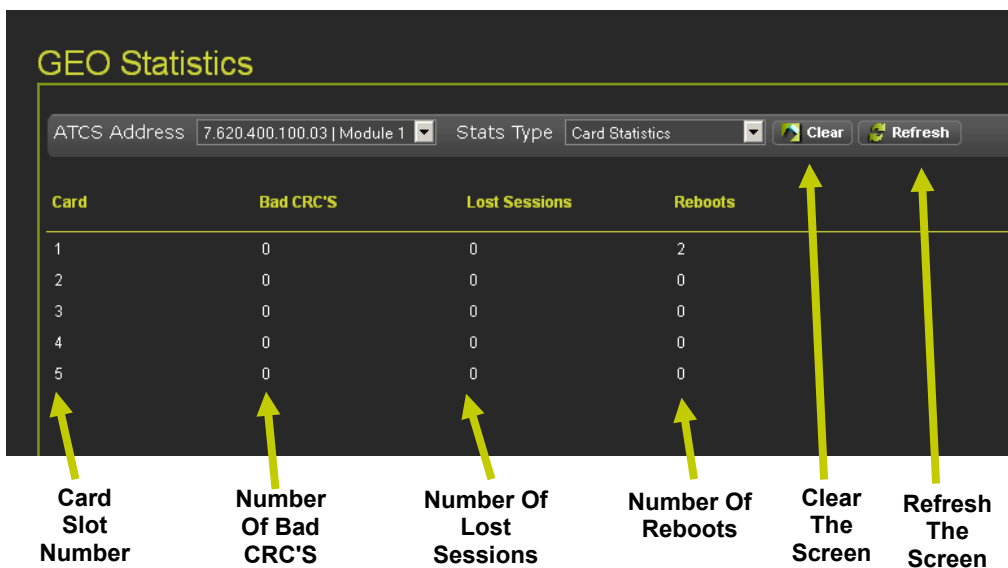 GEO Statistics
ATCS Address 7.620.400.100.03 | Module 1 Stats Type Card Statistics Clear Refresh
Card Bad CRC'S Lost Sessions Reboots
1 0 0 2
2 0 0 0
3 0 0 0
4 0 0 0
5 0 0 0
Card
Slot
Number
Number
Of Bad
CRC'S
Number Of
Lost
Sessions
Number Of
Reboots
Clear
The
Screen
Refresh
The
Screen